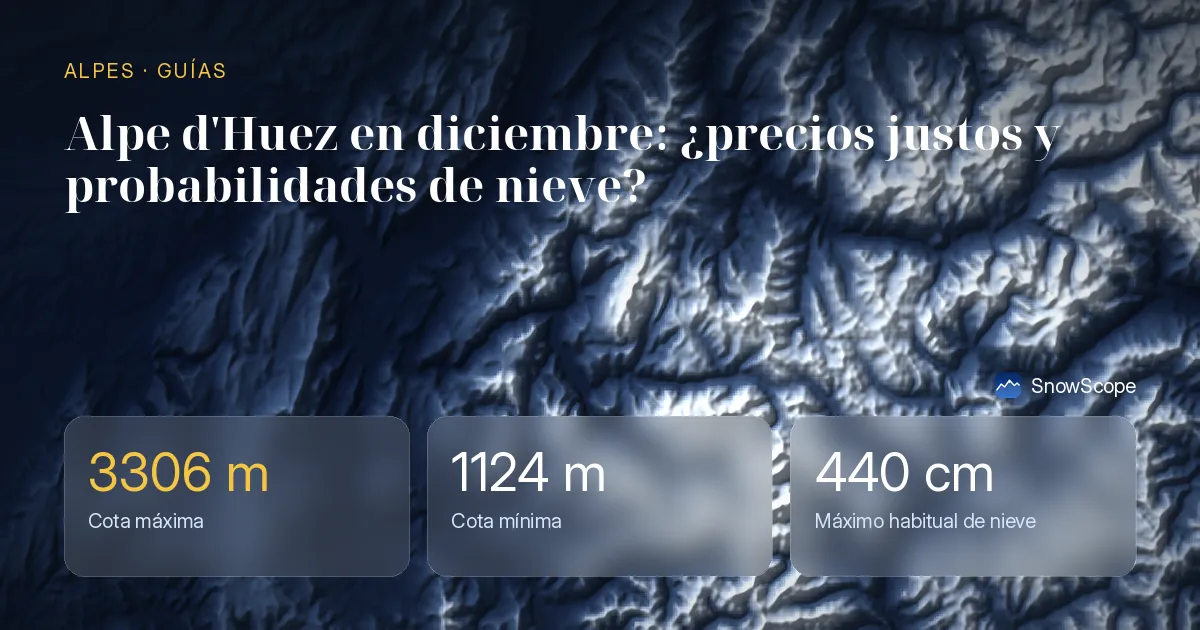 ALPES · GUÍAS
Alpe d'Huez en diciembre: ¿precios justos y
probabilidades de nieve?
SnowScope
3306 m
Cota máxima
1124 m
Cota mínima
440 cm
Máximo habitual de nieve